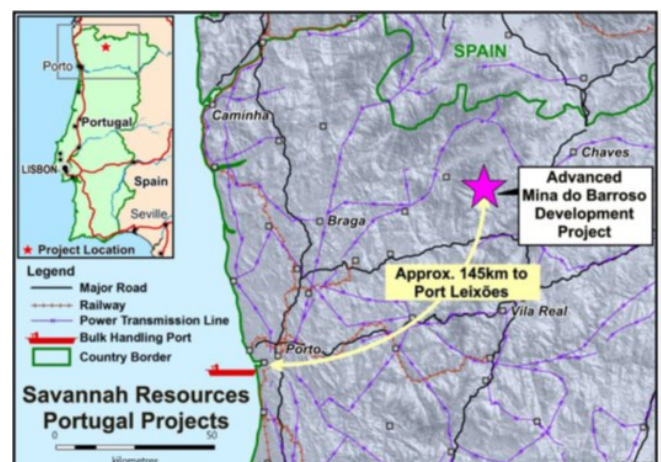 Porto
Portugal
LISBON
Spain
Seville
Project Location
Legend
Major Road
Railway
Power Transmission Line
Bulk Handling Port
Country Border
Savannah Resources
Portugal Projects
0
50
kilometres
SPAIN
Caminha
Chaves
Advanced
Mina do Barroso
Development
Project
Braga
Approx. 145km to
Port Leixões
Vila Real
Porto